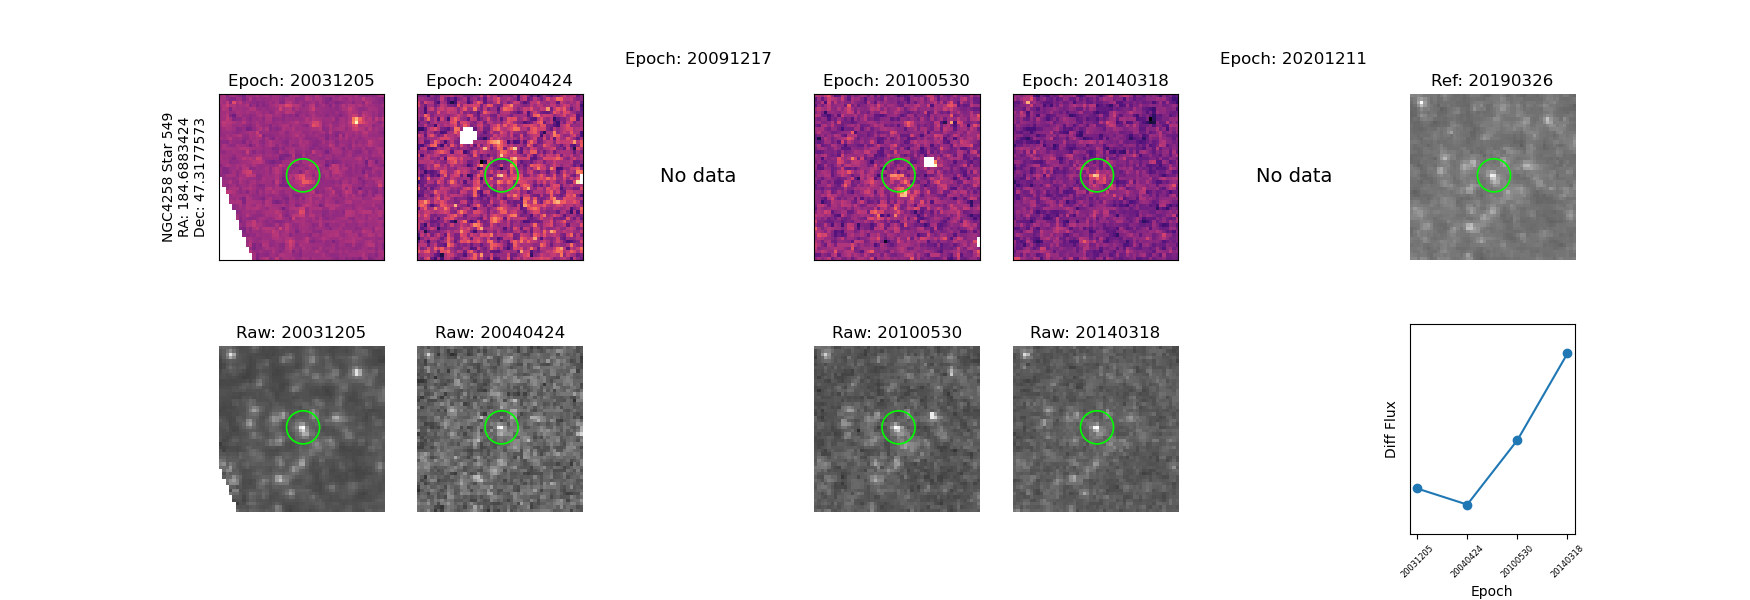 Epoch: 20031205
Epoch: 20040424
Epoch: 20091217
Epoch: 20100530
Epoch: 20140318
Epoch: 20201211
Ref: 20190326
NGC4258 Star 549
RA: 184.6883424
Dec: 47.3177573
No data
No data
Raw: 20031205
Raw: 20040424
Raw: 20100530
Raw: 20140318
Diff Flux
20031205
20040424
20100530
20140318
Epoch